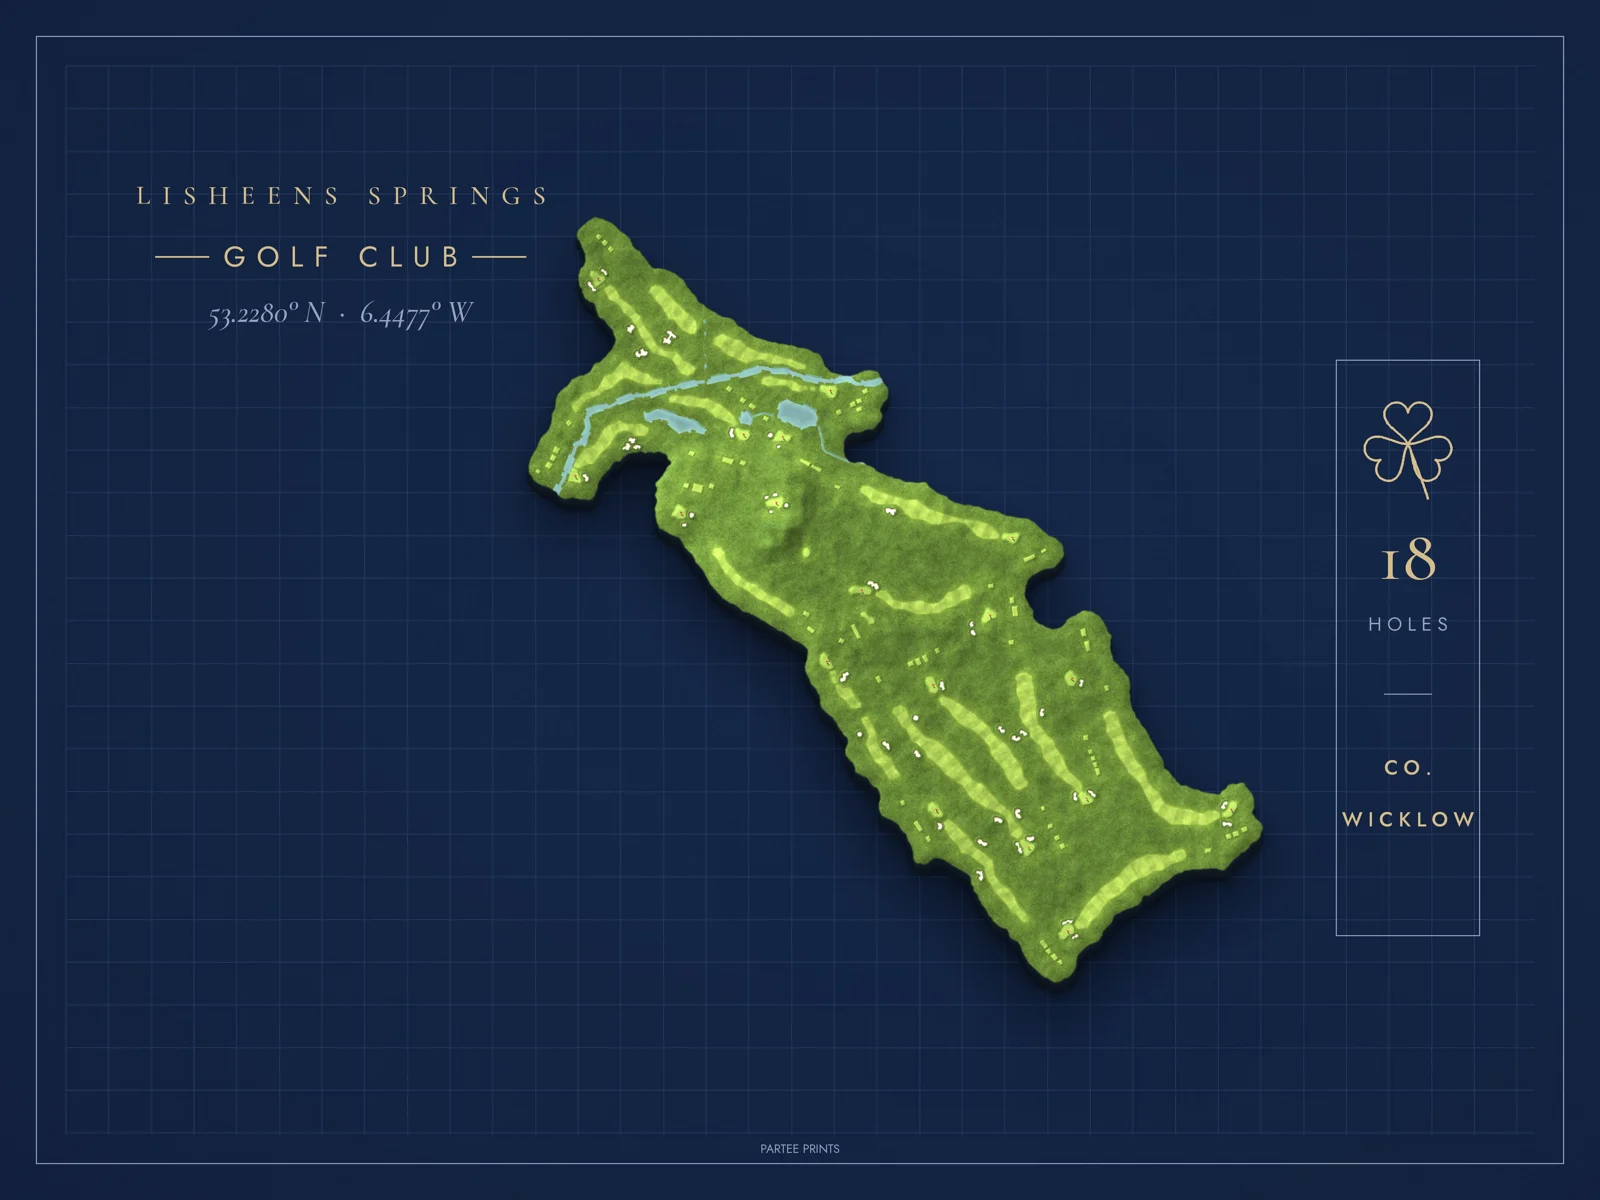 LISHEENS SPRINGS
GOLF CLUB
53.2280° N · 6.4477° W
18
HOLES
CO.
WICKLOW
PARTEE PRINTS